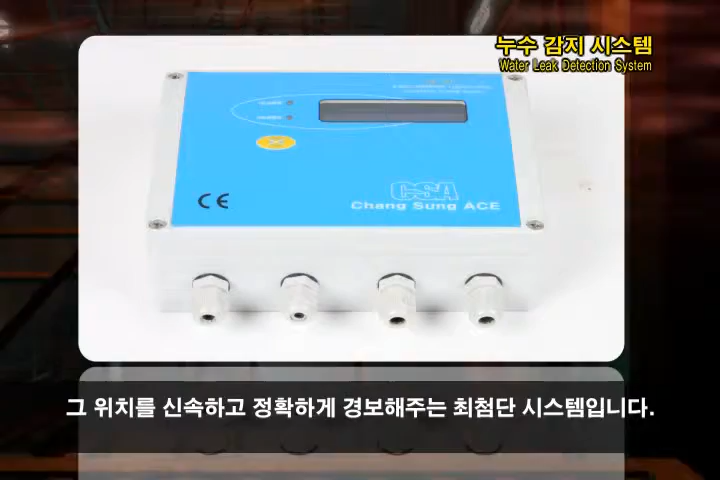 누수 감지 시스템
Water Leak Detection System
CE
CSA
Chang Sung ACE
그 위치를 신속하고 정확하게 경보해주는 최첨단 시스템입니다.